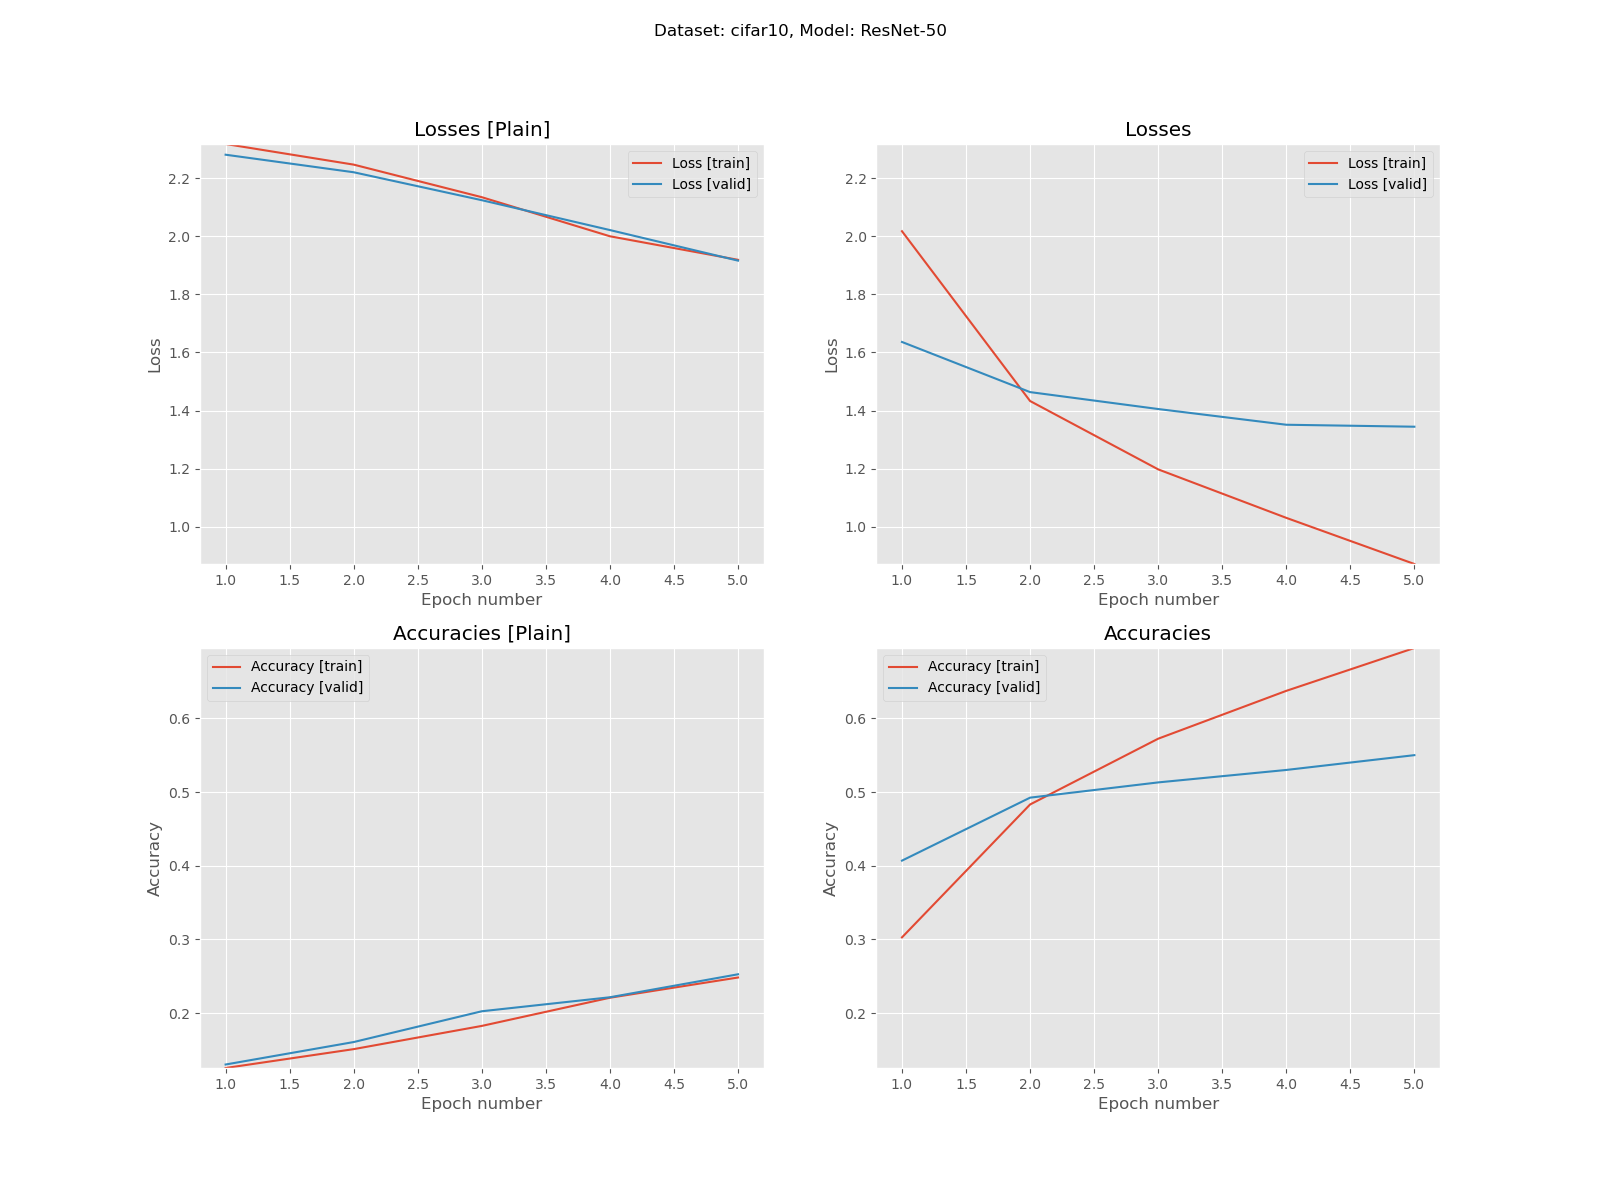 Dataset: cifar10, Model: ResNet-50
Losses [Plain]
Loss [train]
Loss [valid]
2.2
2.0
1.8
1.6
1.4
1.2
1.0
Loss
1.0 1.5 2.0 2.5 3.0 3.5 4.0 4.5 5.0
Epoch number
Losses
Loss [train]
Loss [valid]
2.2
2.0
1.8
1.6
1.4
1.2
1.0
Loss
1.0 1.5 2.0 2.5 3.0 3.5 4.0 4.5 5.0
Epoch number
Accuracies [Plain]
Accuracy [train]
Accuracy [valid]
0.6
0.5
0.4
0.3
0.2
Accuracy
1.0 1.5 2.0 2.5 3.0 3.5 4.0 4.5 5.0
Epoch number
Accuracies
Accuracy [train]
Accuracy [valid]
0.6
0.5
0.4
0.3
0.2
Accuracy
1.0 1.5 2.0 2.5 3.0 3.5 4.0 4.5 5.0
Epoch number